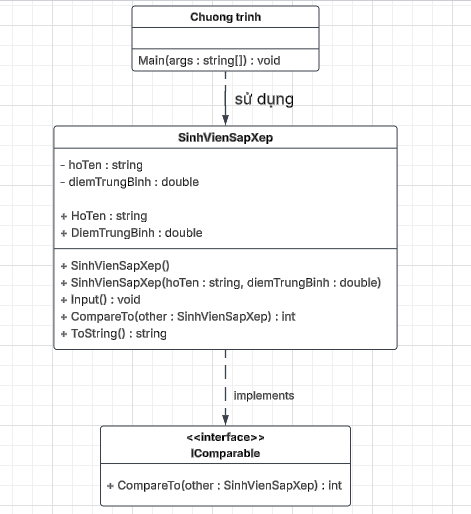 Chuong trinh
Main(args : string[]) : void
sử dụng
SinhVienSapXep
- hoTen : string
- diemTrungBinh : double
+ HoTen : string
+ DiemTrungBinh : double
+ SinhVienSapXep()
+ SinhVienSapXep(hoTen : string, diemTrungBinh : double)
+ Input() : void
+ CompareTo(other : SinhVienSapXep) : int
+ ToString() : string
implements
<<interface>>
IComparable
+ CompareTo(other : SinhVienSapXep) : int